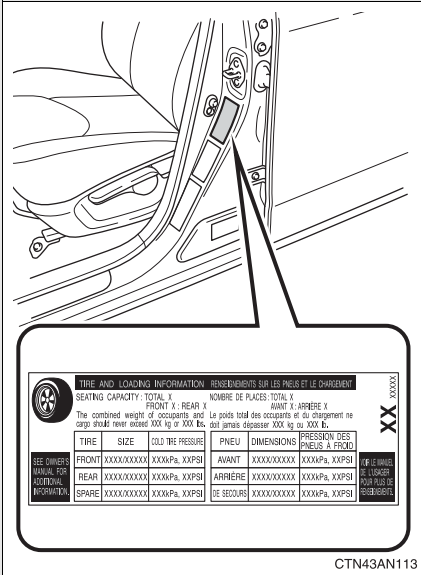 TIRE AND LOADING INFORMATION RENSEIGNEMENTS SUR LES PNEUS ET LE CHARGEMENT
SEATING CAPACITY : TOTAL X
FRONT X : REAR X
The combined weight of occupants and
cargo should never exceed XXX kg or XXX lbs.
NOMBRE DE PLACES : TOTAL X
AVANT X : ARRIÈRE X
Le poids total des occupants et du chargement ne
doit jamais dépasser XXX kg ou XXX lb.
XX XXXX
SEE OWNER'S
MANUAL FOR
ADDITIONAL
INFORMATION.
TIRE SIZE COLD TIRE PRESSURE
FRONT XXXX/XXXXX XXXkPa, XXPSI
REAR XXXX/XXXXX XXXkPa, XXPSI
SPARE XXXX/XXXXX XXXkPa, XXPSI
PNEU DIMENSIONS PRESSION DES
PNEUS À FROID
AVANT XXXX/XXXXX XXXkPa, XXPSI
ARRIÈRE XXXX/XXXXX XXXkPa, XXPSI
DE SECOURS XXXX/XXXXX XXXkPa, XXPSI
VOIR LE MANUEL
DE L'USAGER
POUR PLUS DE
RENSEIGNEMENTS.
CTN43AN113